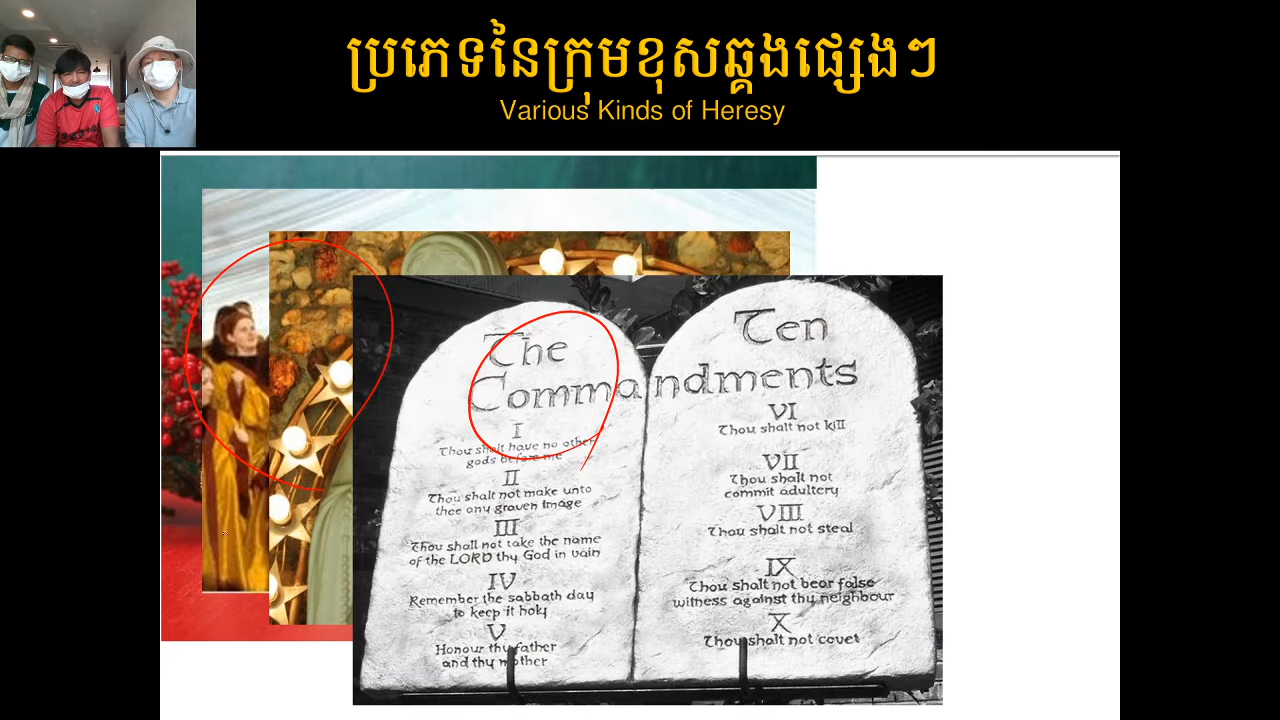 ប្រភេទនៃក្រុមខុសឆ្គងផ្សេងៗ
Various Kinds of Heresy
The
Commandments
Ten
I
Thou shalt have no other
gods before me
II
Thou shalt not make unto
thee any graven image
III
Thou shall not take the name
of the LORD thy God in vain
IV
Remember the sabbath day
to keep it holy
V
Honour thy father
and thy mother
VI
Thou shalt not kill
VII
Thou shalt not
commit adultery
VIII
Thou shalt not steal
IX
Thou shalt not bear false
witness against thy neighbour
X
Thou shalt not covet